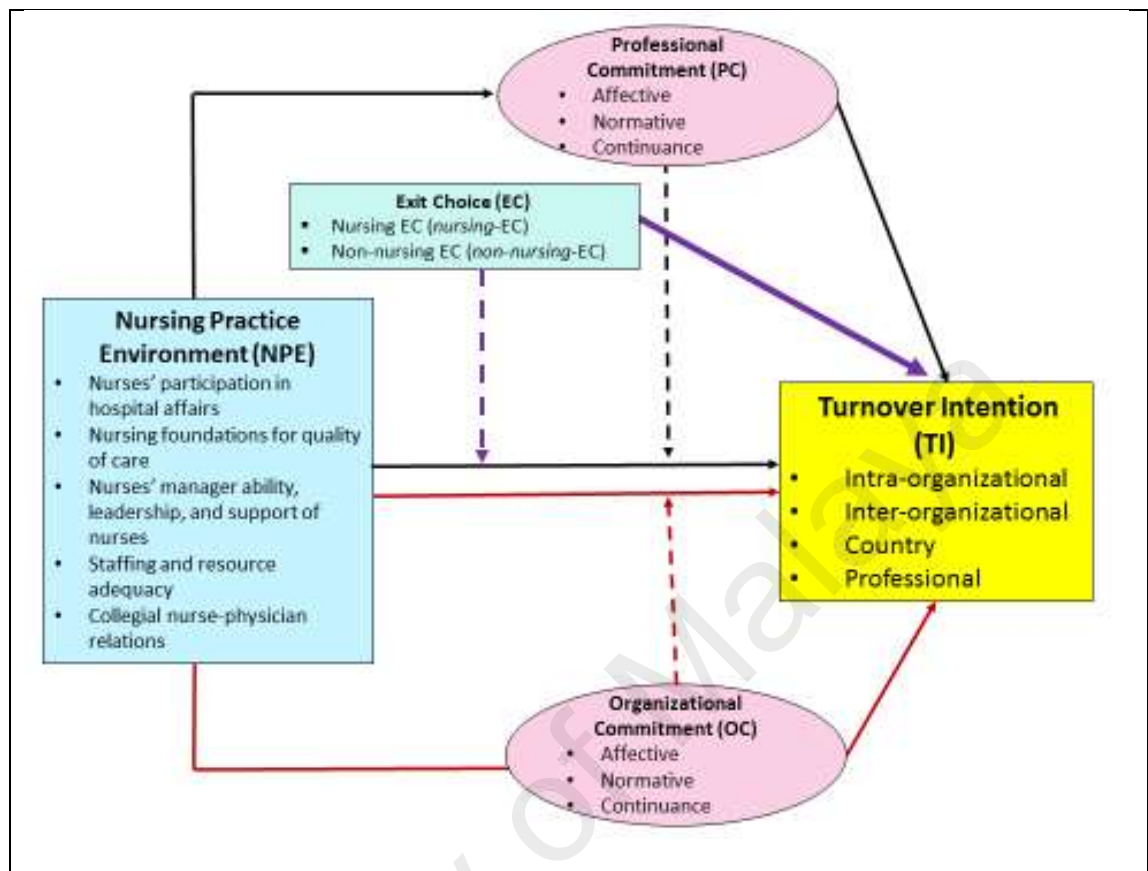 Professional
Commitment (PC)
• Affective
• Normative
• Continuance
Exit Choice (EC)
• Nursing EC (nursing-EC)
• Non-nursing EC (non-nursing-EC)
Nursing Practice
Environment (NPE)
• Nurses' participation in
hospital affairs
• Nursing foundations for quality
of care
• Nurses' manager ability,
leadership, and support of
nurses
• Staffing and resource
adequacy
• Collegial nurse-physician
relations
Turnover Intention
(TI)
• Intra-organizational
• Inter-organizational
• Country
• Professional
Organizational
Commitment (OC)
• Affective
• Normative
• Continuance
of Malaya